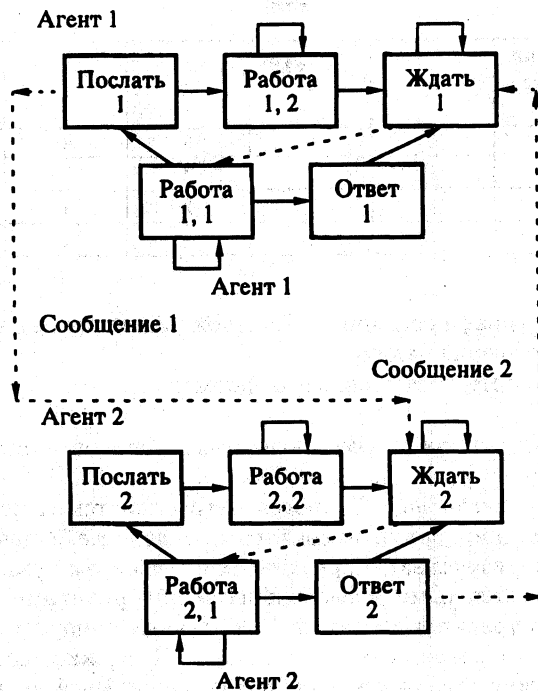 Агент 1
Послать
1
Работа
1, 2
Ждать
1
Работа
1, 1
Ответ
1
Агент 1
Сообщение 1
Сообщение 2
Агент 2
Послать
2
Работа
2, 2
Ждать
2
Работа
2, 1
Ответ
2
Агент 2